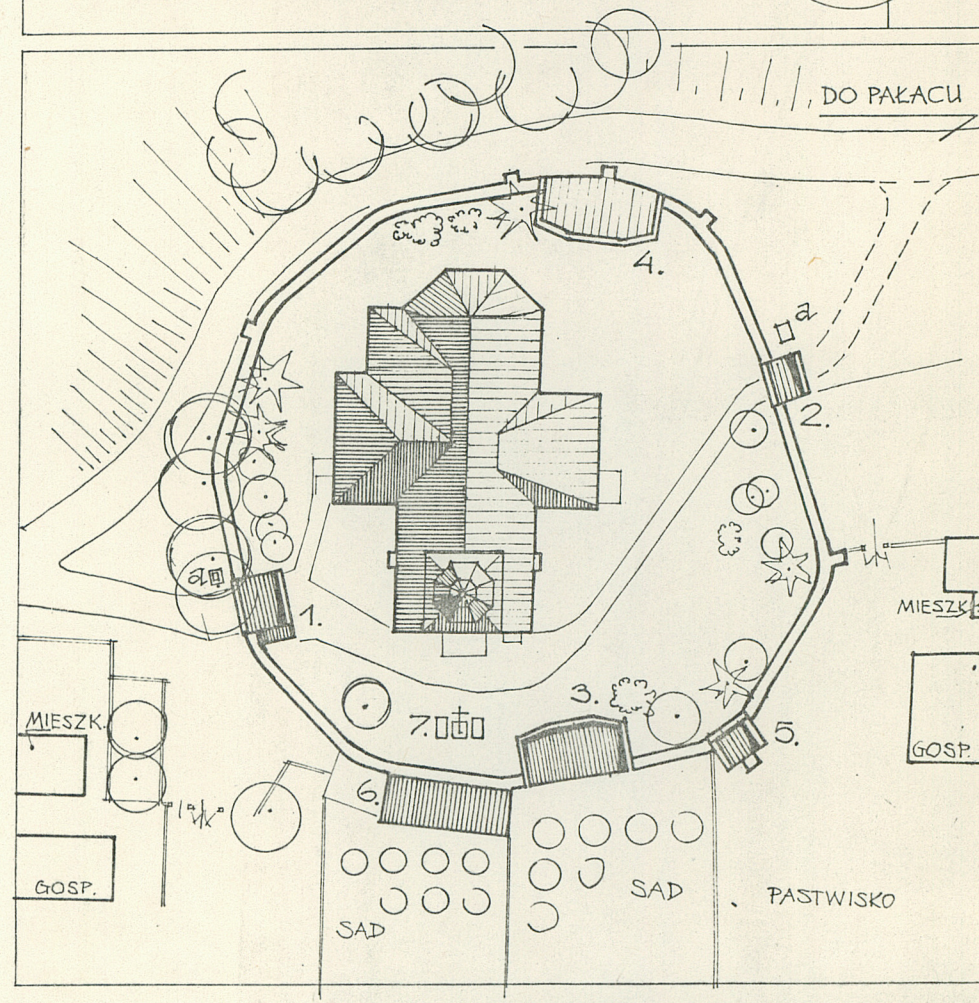 DO PAŁACU
4.
a
2.
a
1.
MIESZK.
3.
7.
5.
MIESZK.
GOSP.
6.
GOSP.
SAD
SAD
PASTWISKO